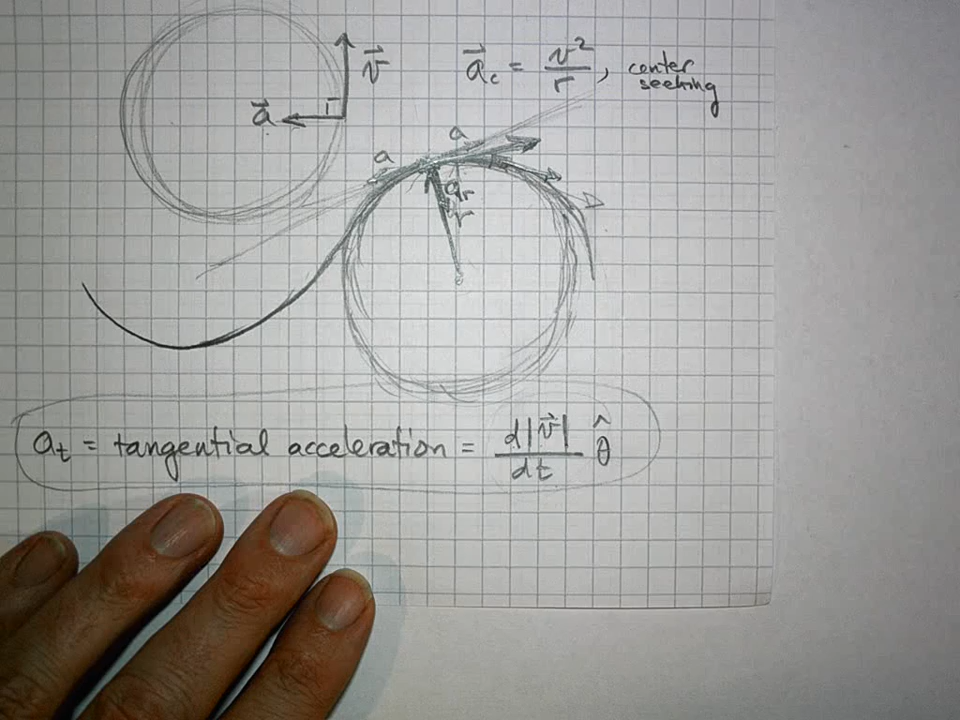 v⃗
a⃗
a⃗c = v²/r, center seeking
a
a
ar
r
at = tangential acceleration = d|v⃗|/dt θ̂